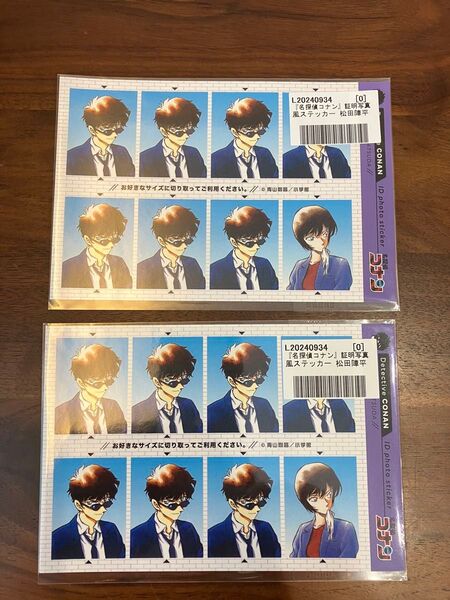 L20240934 [0]
『名探偵コナン』証明写真
風ステッカー 松田陣平
CONAN
ID photo sticker
TSUDA //
名探偵
コナン
// お好きなサイズに切り取ってご利用ください。// © 青山剛昌／小学館
L20240934 [0]
『名探偵コナン』証明写真
風ステッカー 松田陣平
Detective CONAN
ID photo sticker
TSUDA //
コナン
// お好きなサイズに切り取ってご利用ください。// © 青山剛昌／小学館